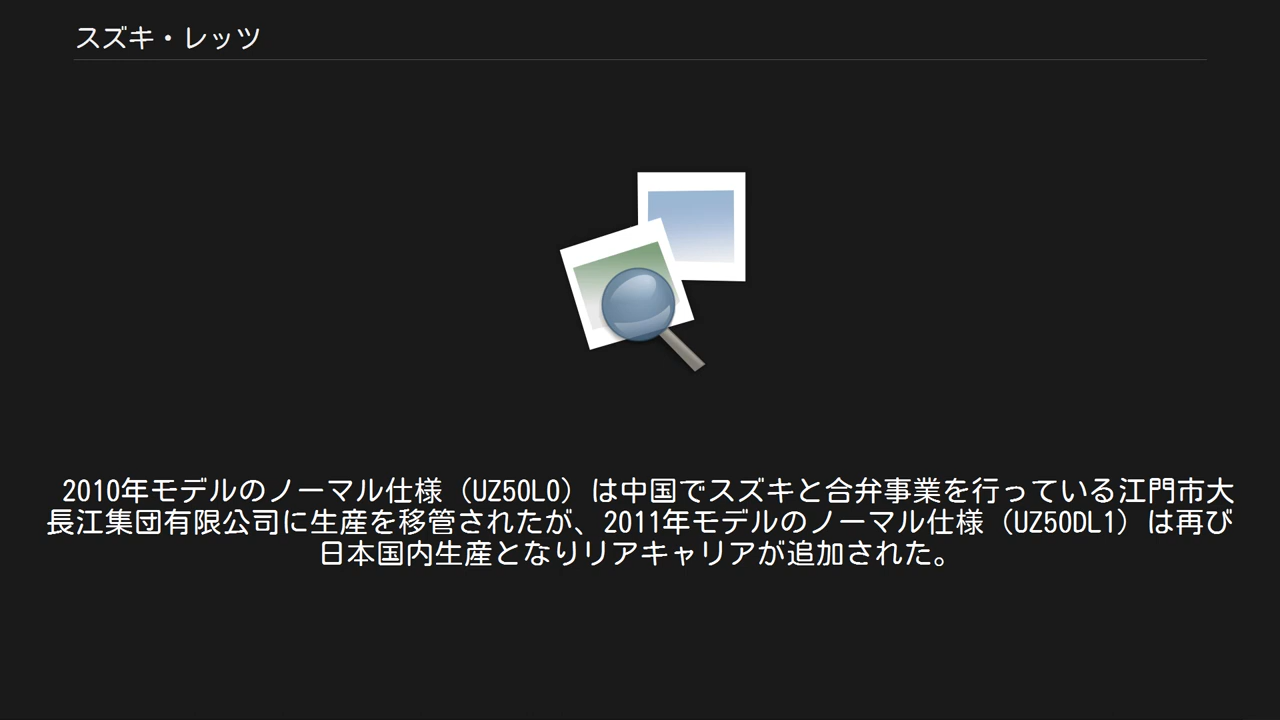 スズキ・レッツ
2010年モデルのノーマル仕様（UZ50L0）は中国でスズキと合弁事業を行っている江門市大
長江集団有限公司に生産を移管されたが、2011年モデルのノーマル仕様（UZ50DL1）は再び
日本国内生産となりリアキャリアが追加された。